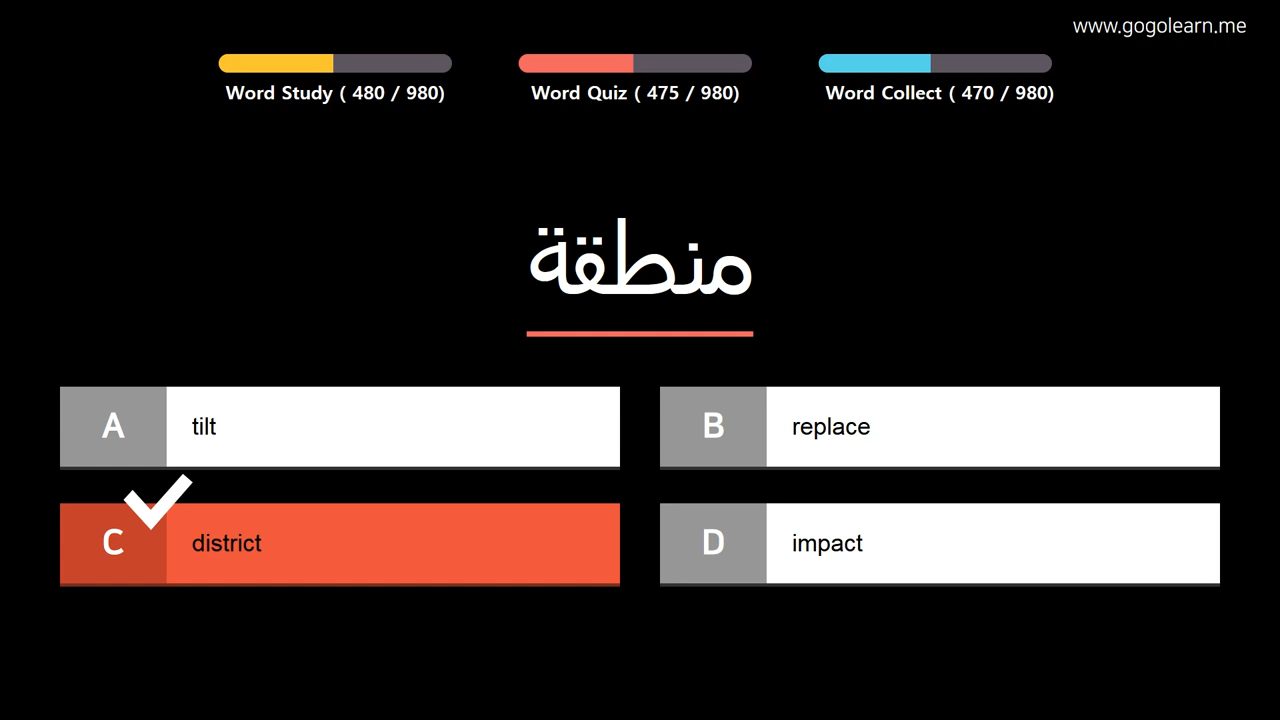 www.gogolearn.me
Word Study ( 480 / 980)
Word Quiz ( 475 / 980)
Word Collect ( 470 / 980)
منطقة
A tilt
B replace
C district
D impact